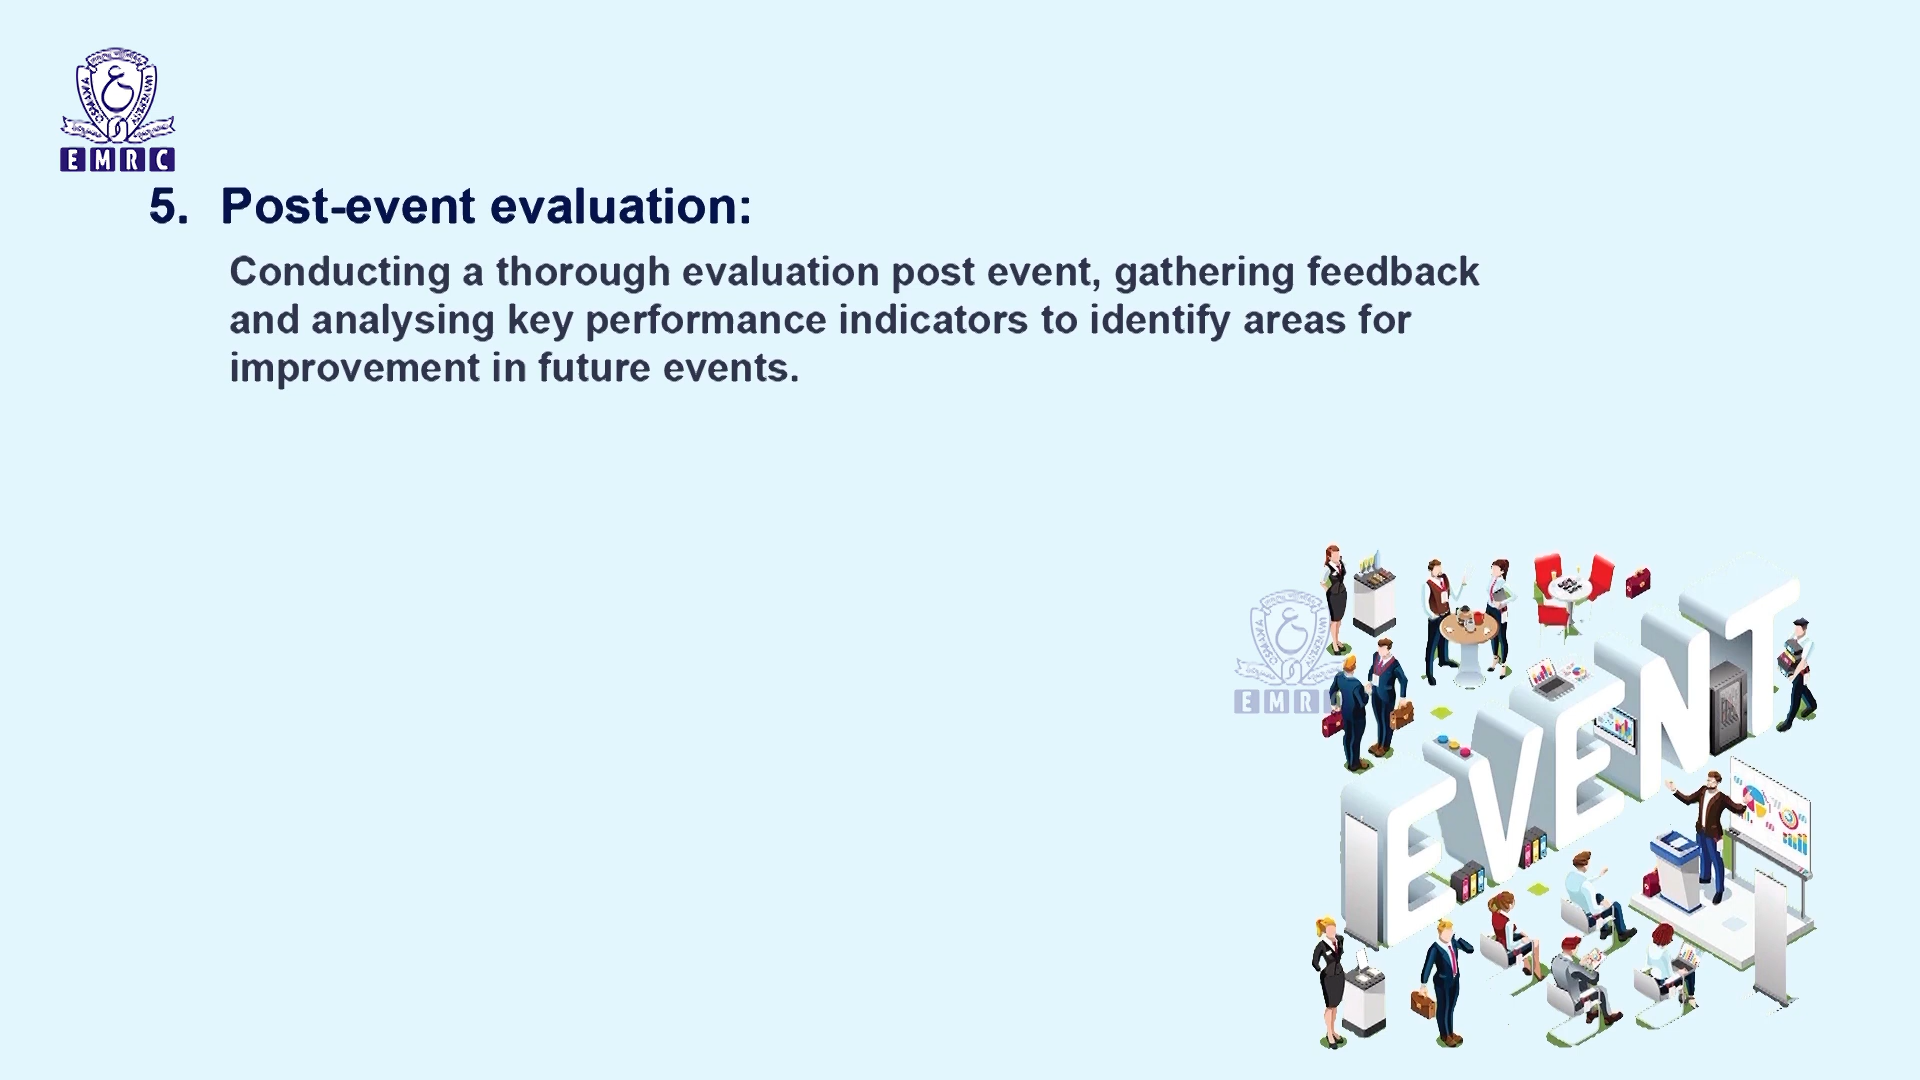 EMRC
5. Post-event evaluation:
Conducting a thorough evaluation post event, gathering feedback
and analysing key performance indicators to identify areas for
improvement in future events.
EMR
EVENT